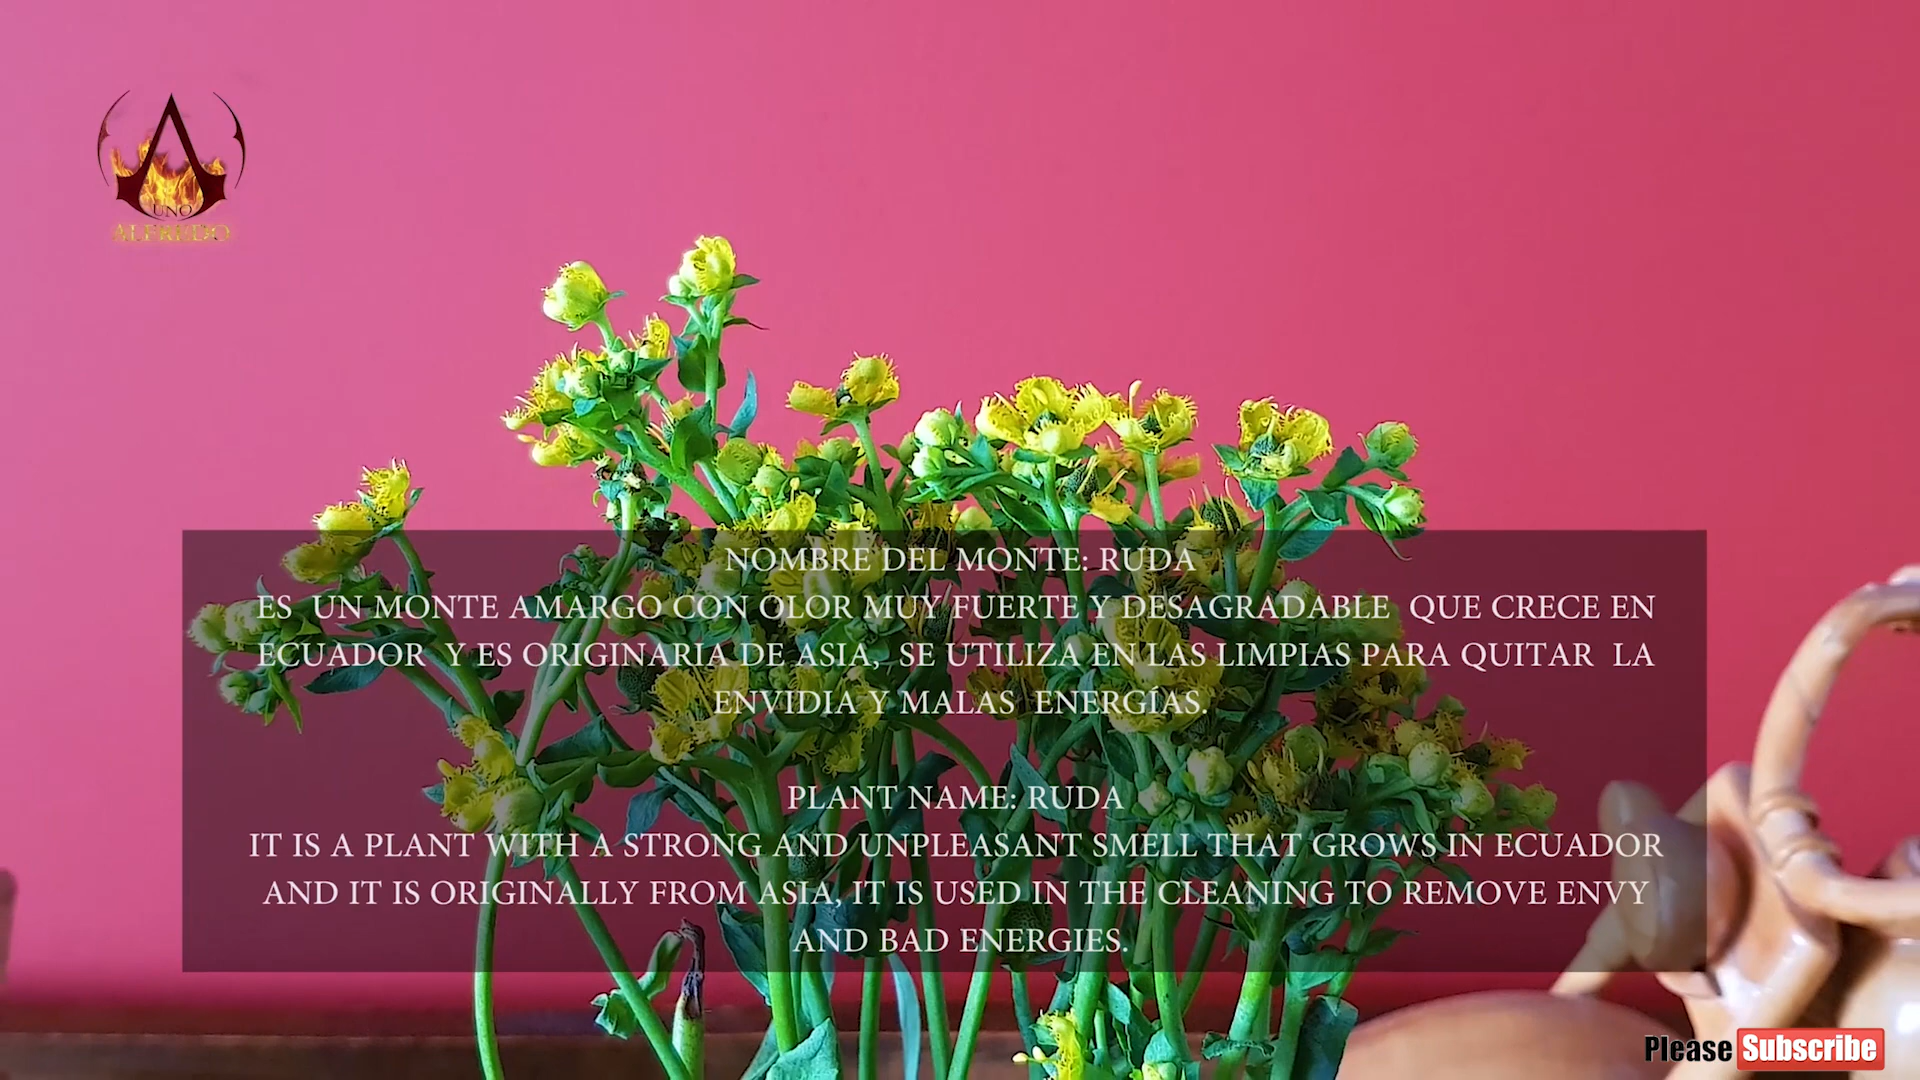 UNO
ALFREDO
NOMBRE DEL MONTE: RUDA
ES UN MONTE AMARGO CON OLOR MUY FUERTE Y DESAGRADABLE QUE CRECE EN
ECUADOR Y ES ORIGINARIA DE ASIA, SE UTILIZA EN LAS LIMPIAS PARA QUITAR LA
ENVIDIA Y MALAS ENERGÍAS.
PLANT NAME: RUDA
IT IS A PLANT WITH A STRONG AND UNPLEASANT SMELL THAT GROWS IN ECUADOR
AND IT IS ORIGINALLY FROM ASIA, IT IS USED IN THE CLEANING TO REMOVE ENVY
AND BAD ENERGIES.
Please Subscribe